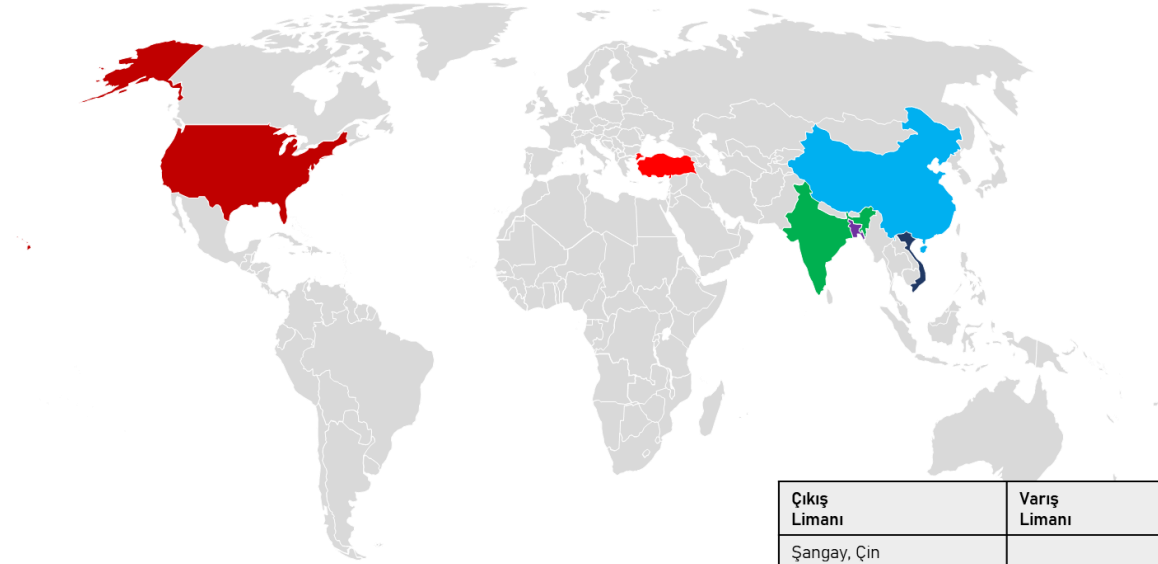 Çıkış
Limanı
Varış
Limanı
Şangay, Çin